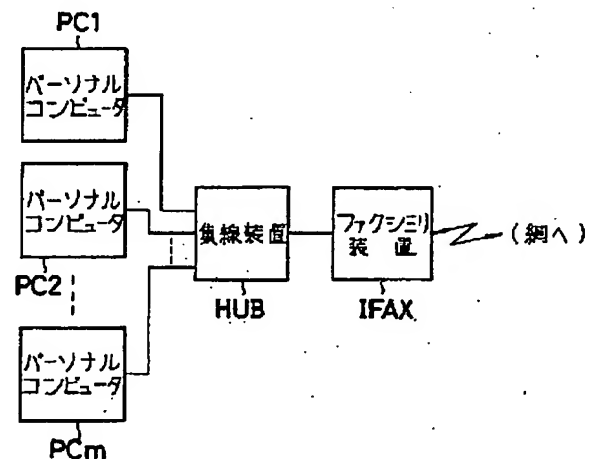 PC1
パーソナル
コンピュータ
パーソナル
コンピュータ
PC2
集線装置
HUB
ファクシミリ
装置
IFAX
(網へ)
パーソナル
コンピュータ
PCm